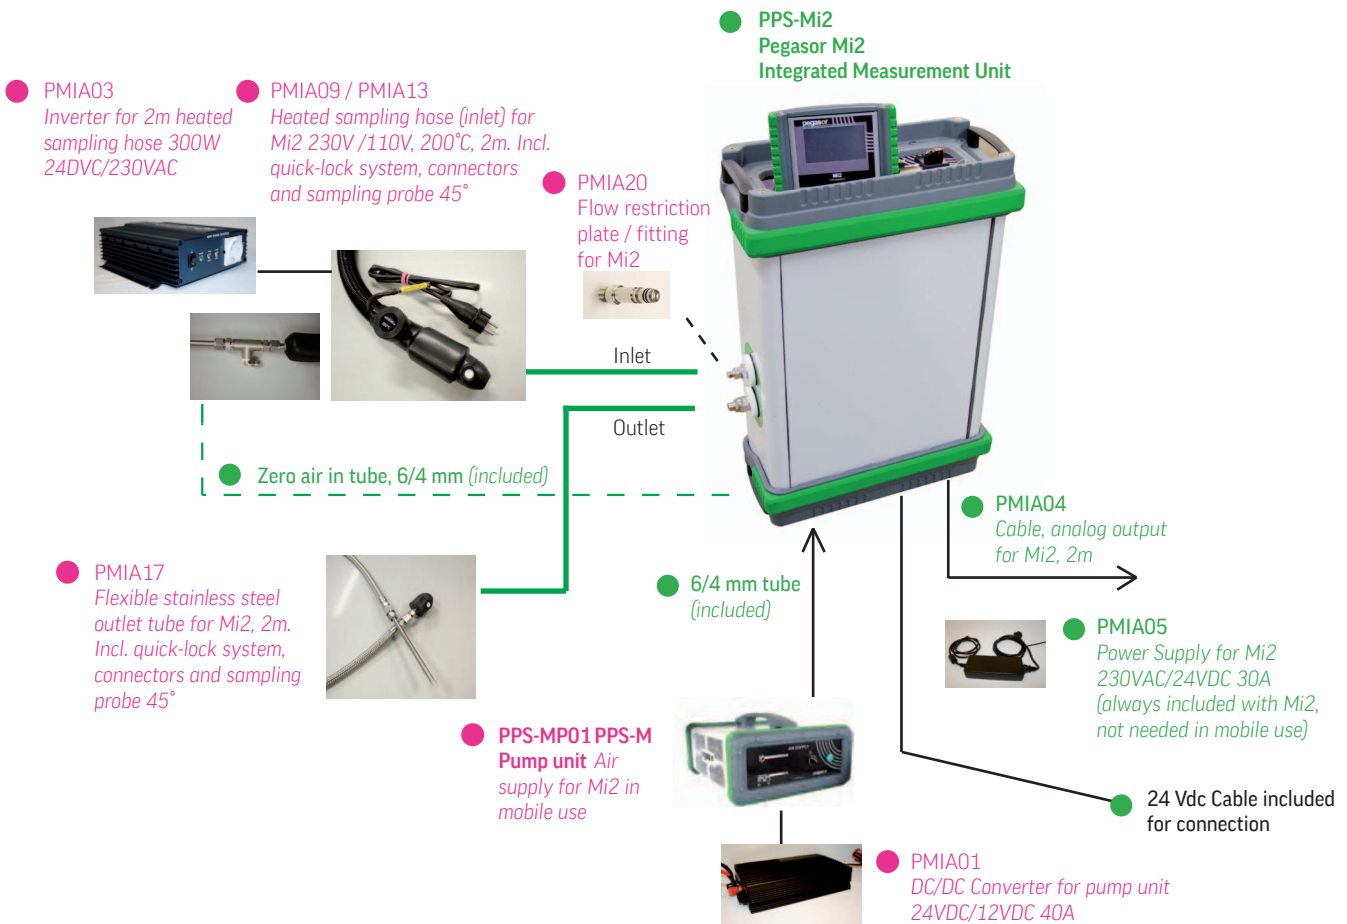 PPS-Mi2
Pegasor Mi2
Integrated Measurement Unit
PMIA03
Inverter for 2m heated
sampling hose 300W
24DVC/230VAC
PMIA09 / PMIA13
Heated sampling hose (inlet) for
Mi2 230V /110V, 200˚C, 2m. Incl.
quick-lock system, connectors
and sampling probe 45˚
PMIA20
Flow restriction
plate / fitting
for Mi2
pegasor
Mi2
Inlet
Outlet
Zero air in tube, 6/4 mm (included)
PMIA04
Cable, analog output
for Mi2, 2m
PMIA17
Flexible stainless steel
outlet tube for Mi2, 2m.
Incl. quick-lock system,
connectors and sampling
probe 45˚
6/4 mm tube
(included)
PMIA05
Power Supply for Mi2
230VAC/24VDC 30A
(always included with Mi2,
not needed in mobile use)
PPS-MP01 PPS-M
Pump unit Air
supply for Mi2 in
mobile use
AIR SUPPLY
24 Vdc Cable included
for connection
PMIA01
DC/DC Converter for pump unit
24VDC/12VDC 40A